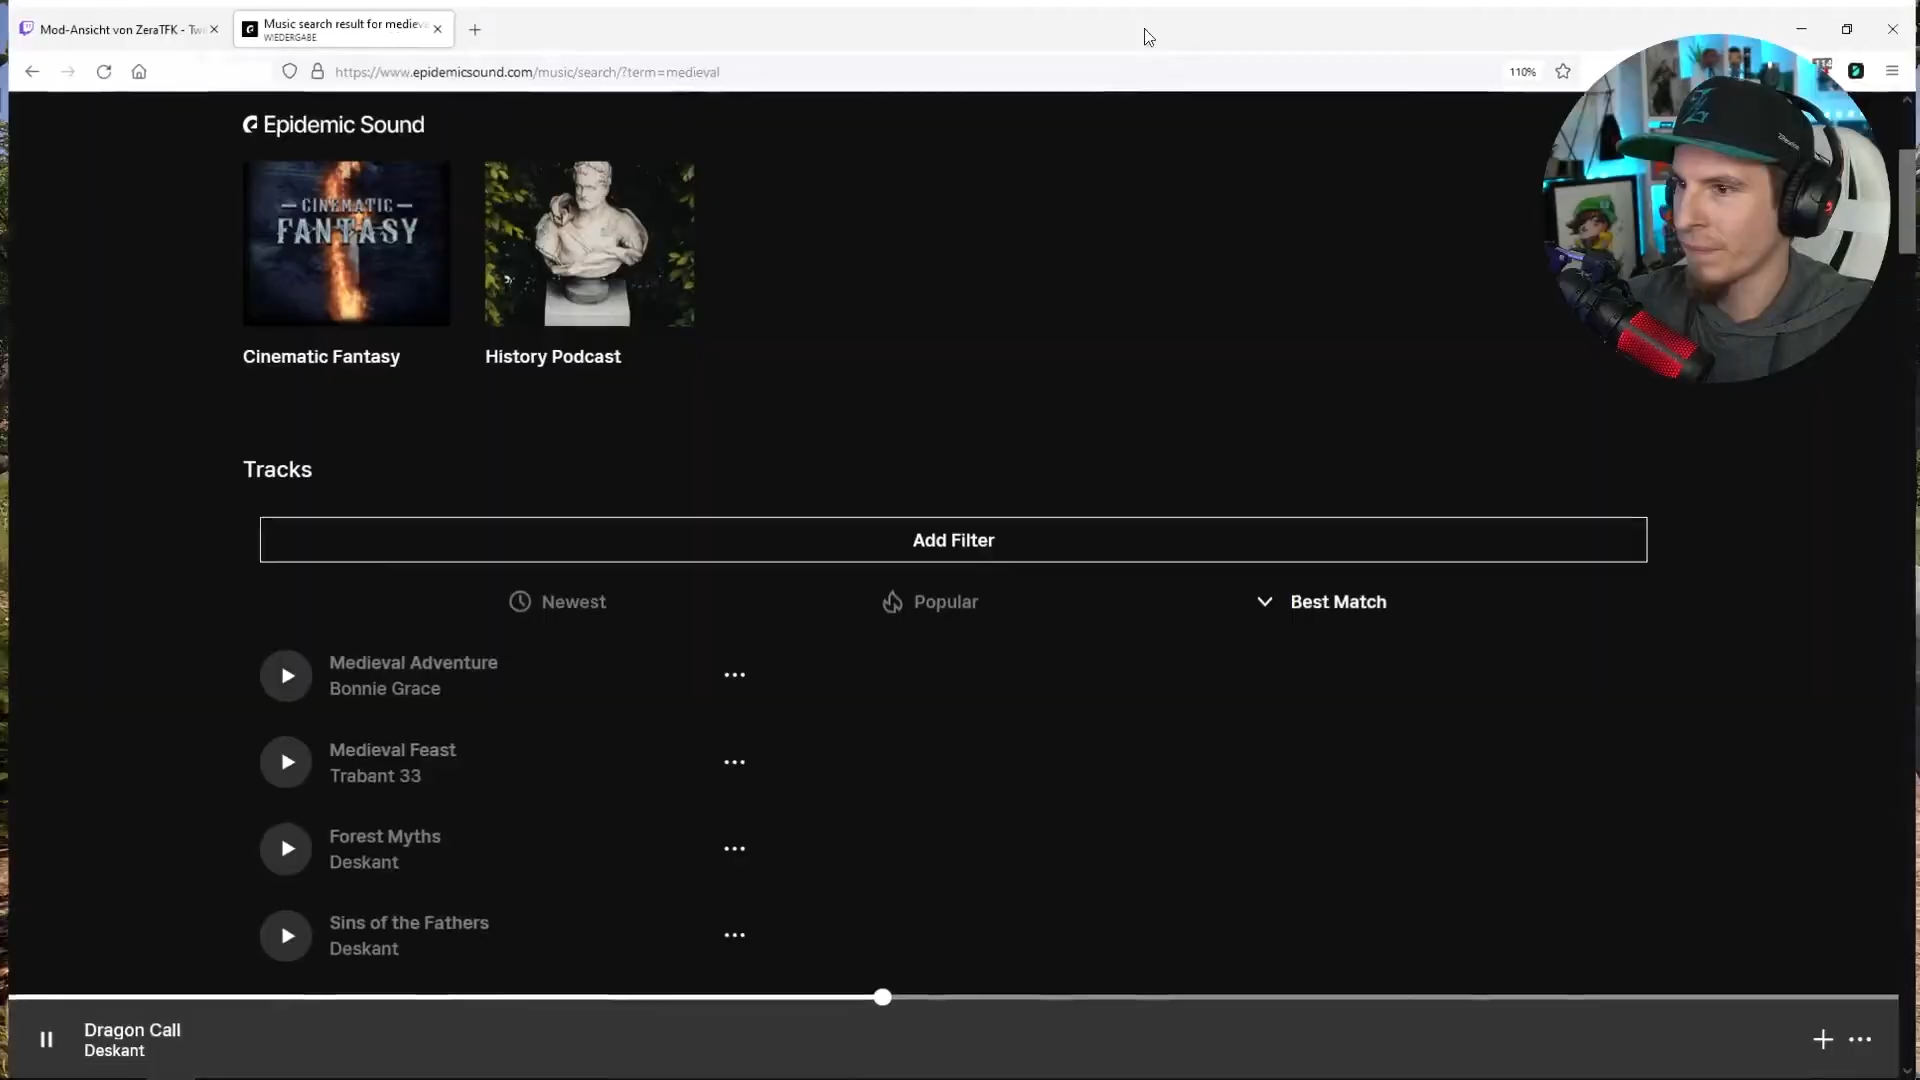 Mod-Ansicht von ZeraTFK - Tw
Music search result for medieva
WIEDERGABE
https://www.epidemicsound.com/music/search/?term=medieval
110%
114
Epidemic Sound
CINEMATIC
FANTASY
Cinematic Fantasy
History Podcast
Tracks
Add Filter
Newest
Popular
Best Match
Medieval Adventure
Bonnie Grace
Medieval Feast
Trabant 33
Forest Myths
Deskant
Sins of the Fathers
Deskant
Dragon Call
Deskant